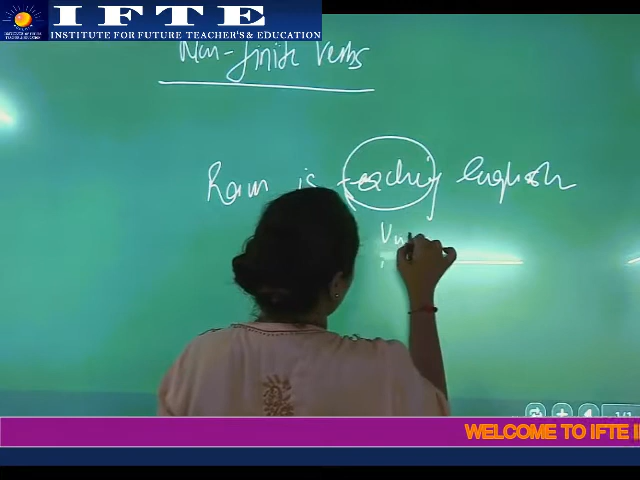 IFTE
INSTITUTE FOR FUTURE TEACHER'S & EDUCATION
Non-finite Verbs
Ram is teaching English
WELCOME TO IFTE